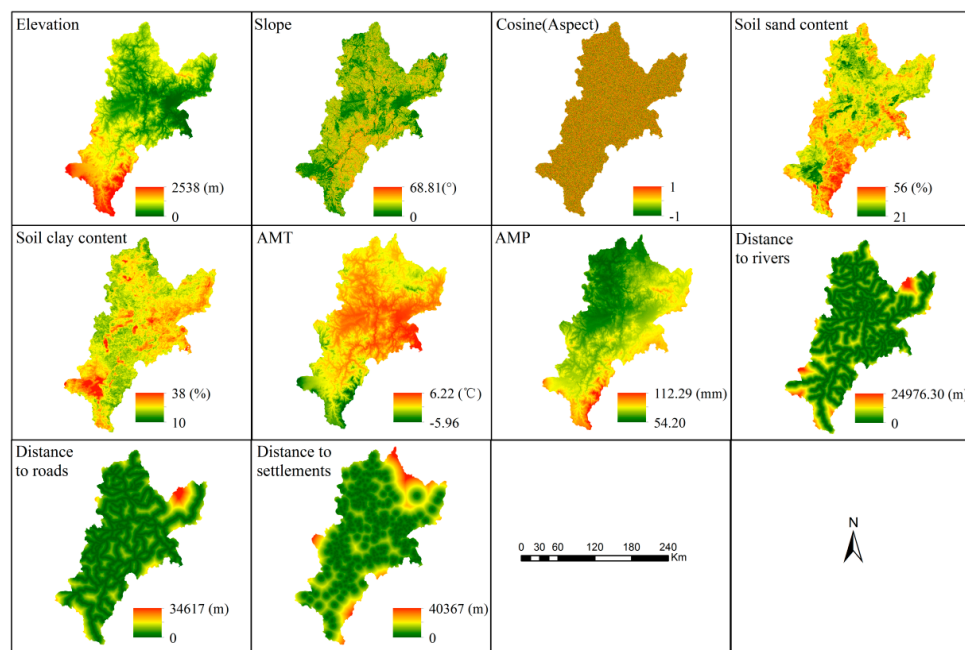 Elevation
2538 (m)
0
Slope
68.81(°)
0
Cosine(Aspect)
1
-1
Soil sand content
56 (%)
21
Soil clay content
38 (%)
10
AMT
6.22 (℃)
-5.96
AMP
112.29 (mm)
54.20
Distance
to rivers
24976.30 (m)
0
Distance
to roads
34617 (m)
0
Distance to
settlements
40367 (m)
0
0 15 30 60 120 180 240
Km
N